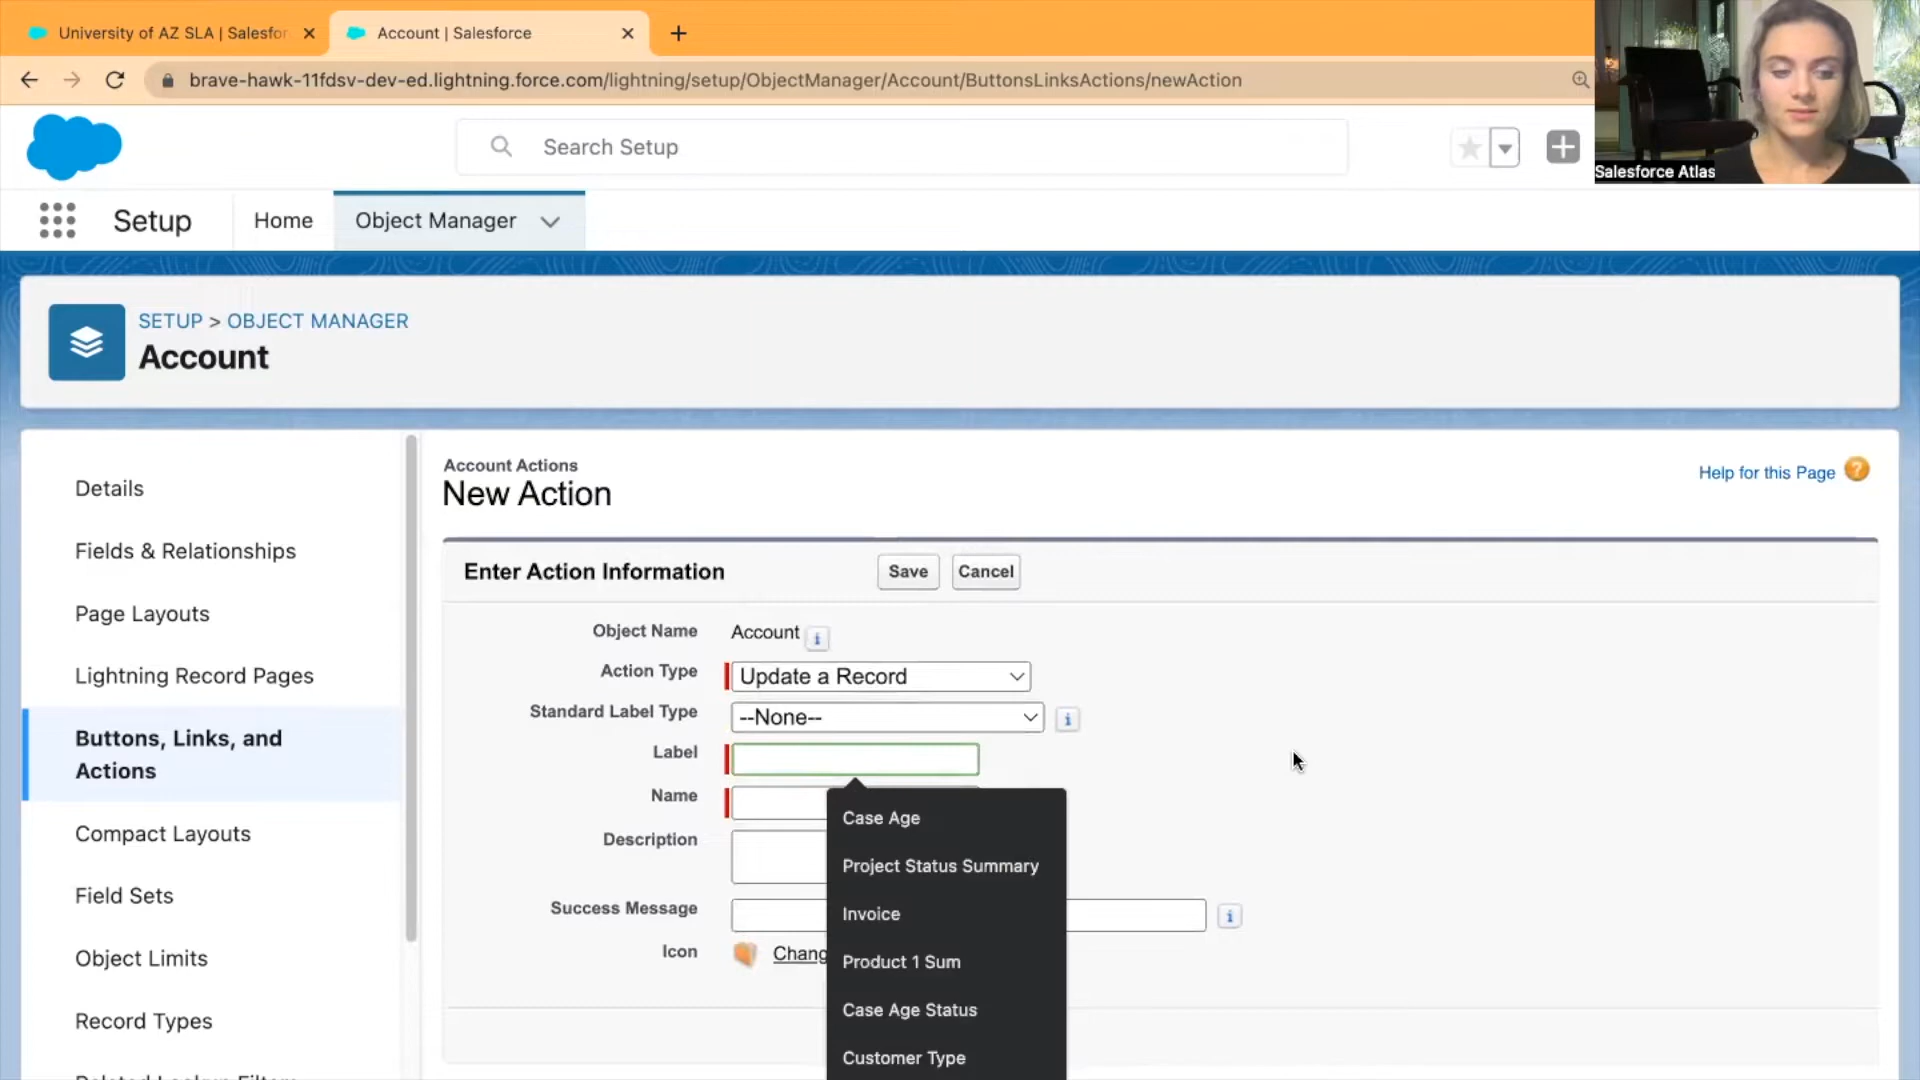 University of AZ SLA | Salesfor
Account | Salesforce
brave-hawk-11fdsv-dev-ed.lightning.force.com/lightning/setup/ObjectManager/Account/ButtonsLinksActions/newAction
Search Setup
Salesforce Atlas
Setup
Home
Object Manager
SETUP > OBJECT MANAGER
Account
Details
Fields & Relationships
Page Layouts
Lightning Record Pages
Buttons, Links, and
Actions
Compact Layouts
Field Sets
Object Limits
Record Types
Account Actions
New Action
Help for this Page
Enter Action Information
Save
Cancel
Object Name
Account
Action Type
Update a Record
Standard Label Type
--None--
Label
Name
Description
Success Message
Icon
Chang
Case Age
Project Status Summary
Invoice
Product 1 Sum
Case Age Status
Customer Type